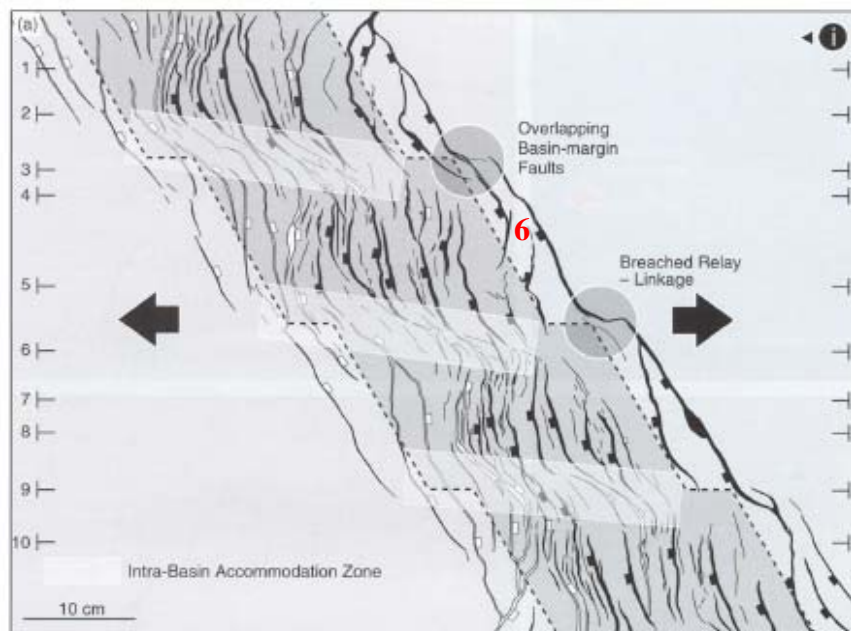 (a)
i
1
2
3
4
5
6
7
8
9
10
Overlapping
Basin-margin
Faults
6
Breached Relay
– Linkage
Intra-Basin Accommodation Zone
10 cm